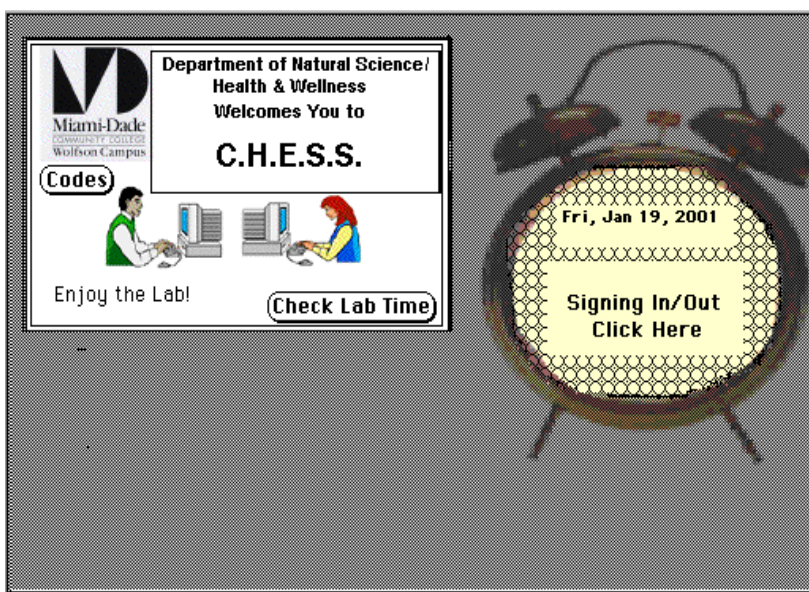 Miami-Dade
COMMUNITY COLLEGE
Wolfson Campus
Department of Natural Science/
Health & Wellness
Welcomes You to
C.H.E.S.S.
Codes
Enjoy the Lab!
Check Lab Time
Fri, Jan 19, 2001
Signing In/Out
Click Here